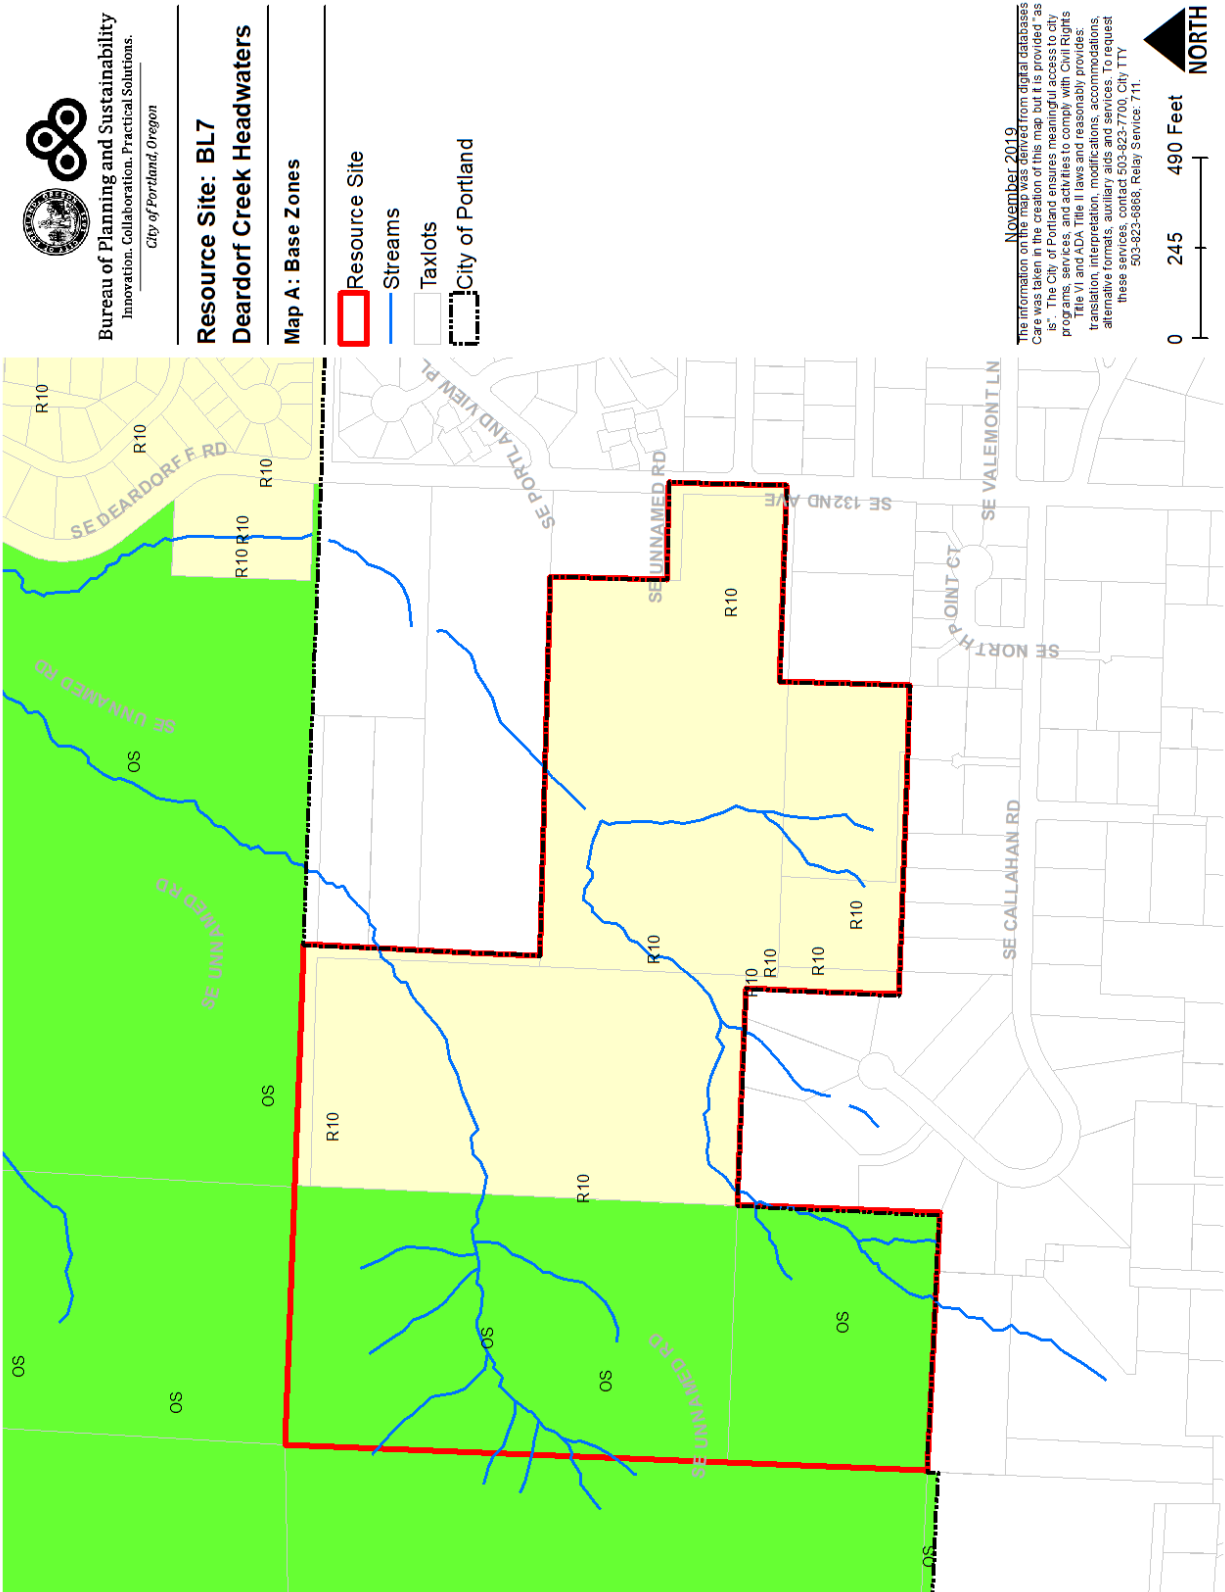 Bureau of Planning and Sustainability
Innovation. Collaboration. Practical Solutions.
City of Portland, Oregon
Resource Site: BL7
Deardorf Creek Headwaters
Map A: Base Zones
Resource Site
Streams
Taxlots
City of Portland
November 2019
The information on the map was derived from digital databases
Care was taken in the creation of this map but it is provided "as
is". The City of Portland ensures meaningful access to city
programs, services, and activities to comply with Civil Rights
Title VI and ADA Title II laws and reasonably provides:
translation, interpretation, modifications, accommodations,
alternative formats, auxiliary aids and services. To request
these services, contact 503-823-7700, City TTY
503-823-6868, Relay Service: 711.
0 245 490 Feet
NORTH
R10
R10
R10
R10
R10
SE DEARDORFF RD
SE PORTLAND VIEW PL
SE UNNAMED RD
SE 132ND AVE
SE VALEMONT LN
SE NORTH POINT CT
SE CALLAHAN RD
SE UNNAMED RD
SE UNNAMED RD
SE UNNAMED RD
R10
R10
R10
R10
R10
R10
R10
R10
OS
OS
OS
OS
OS
OS
OS
OS